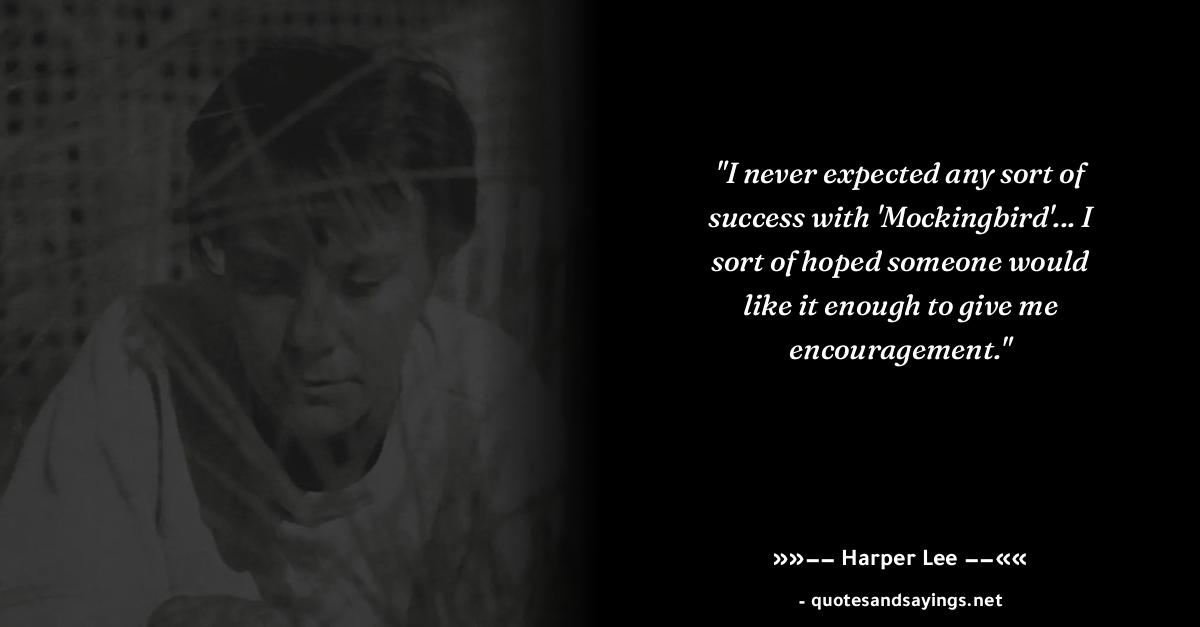 "I never expected any sort of
success with 'Mockingbird'... I
sort of hoped someone would
like it enough to give me
encouragement."
»»−− Harper Lee −−««
- quotesandsayings.net